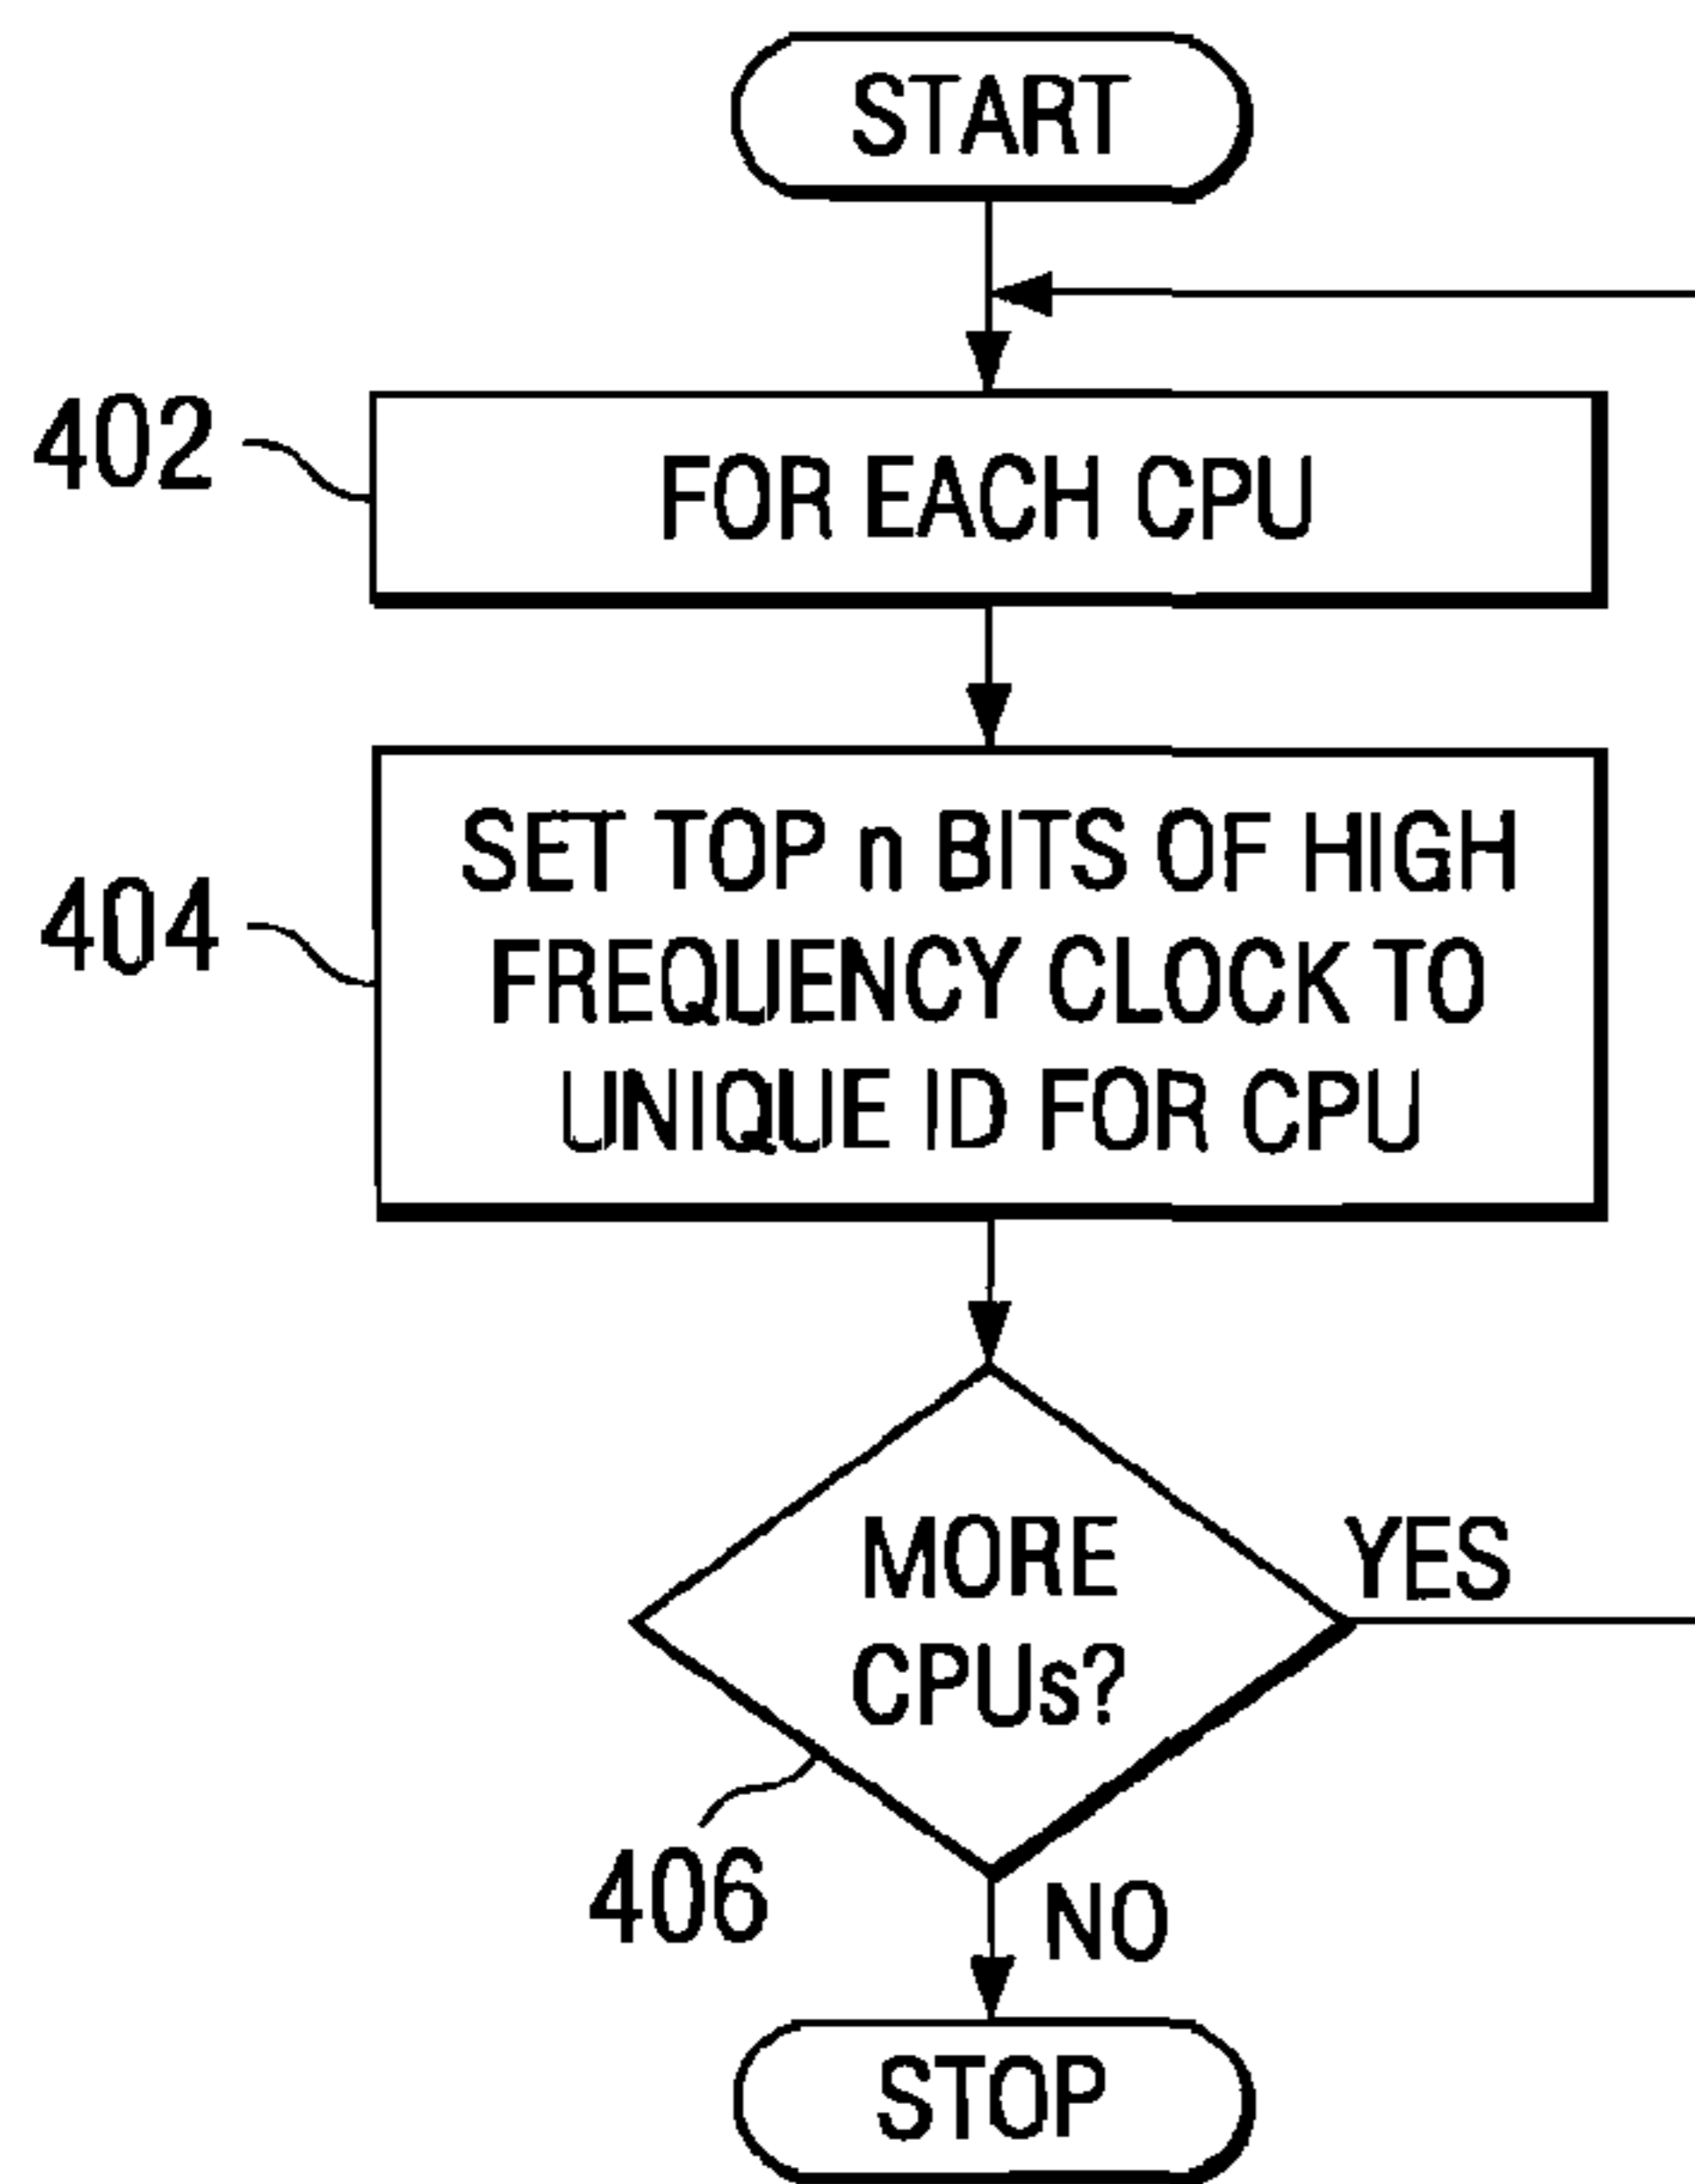 START
402
FOR EACH CPU
404
SET TOP n BITS OF HIGH
FREQUENCY CLOCK TO
UNIQUE ID FOR CPU
MORE
CPUs?
YES
406
NO
STOP